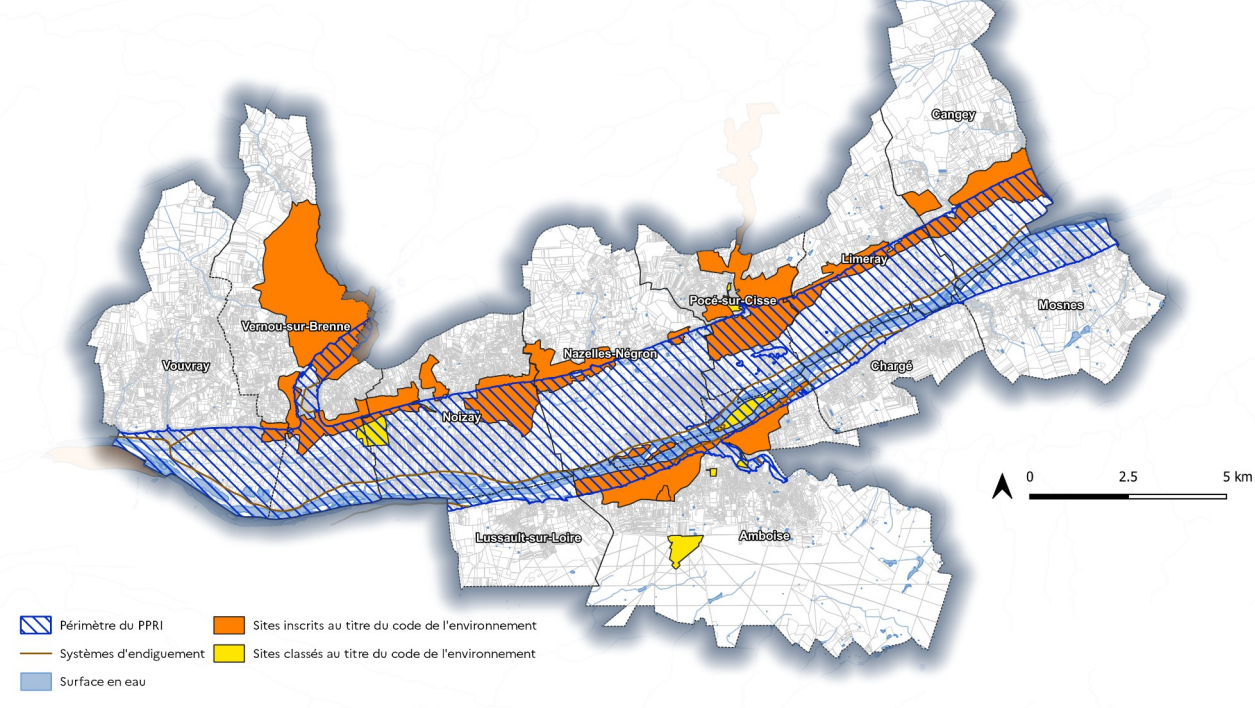 Cangey
Limeray
Pocé-sur-Cisse
Mosnes
Vernou-sur-Brenne
Nazelles-Négron
Vouvray
Chargé
Noizay
0 2.5 5 km
Lussault-sur-Loire
Amboise
Périmètre du PPRI
Sites inscrits au titre du code de l'environnement
Systèmes d'endiguement
Sites classés au titre du code de l'environnement
Surface en eau